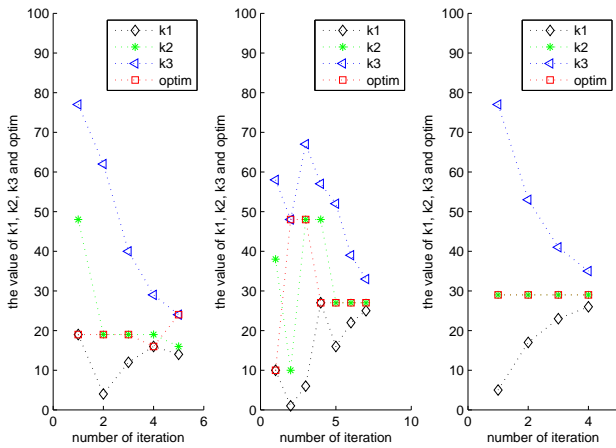 the value of k1, k2, k3 and optim
100
90
80
70
60
50
40
30
20
10
0
0 2 4 6
number of iteration
k1
k2
k3
optim
the value of k1, k2, k3 and optim
100
90
80
70
60
50
40
30
20
10
0
0 5 10
number of iteration
k1
k2
k3
optim
the value of k1, k2, k3 and optim
100
90
80
70
60
50
40
30
20
10
0
0 2 4
number of iteration
k1
k2
k3
optim